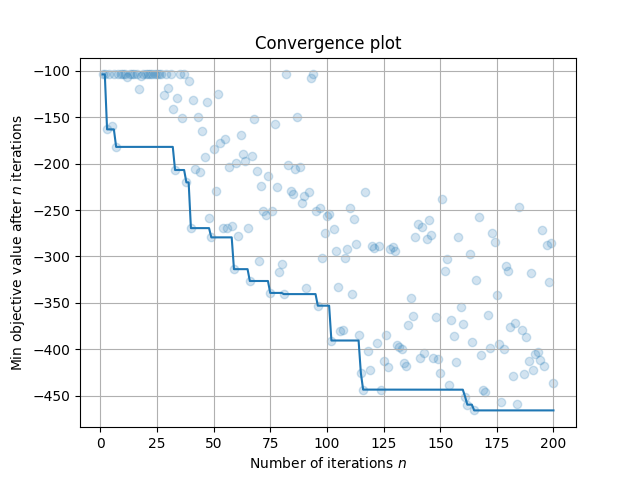 Convergence plot
Min objective value after n iterations
−100
−150
−200
−250
−300
−350
−400
−450
0 25 50 75 100 125 150 175 200
Number of iterations n